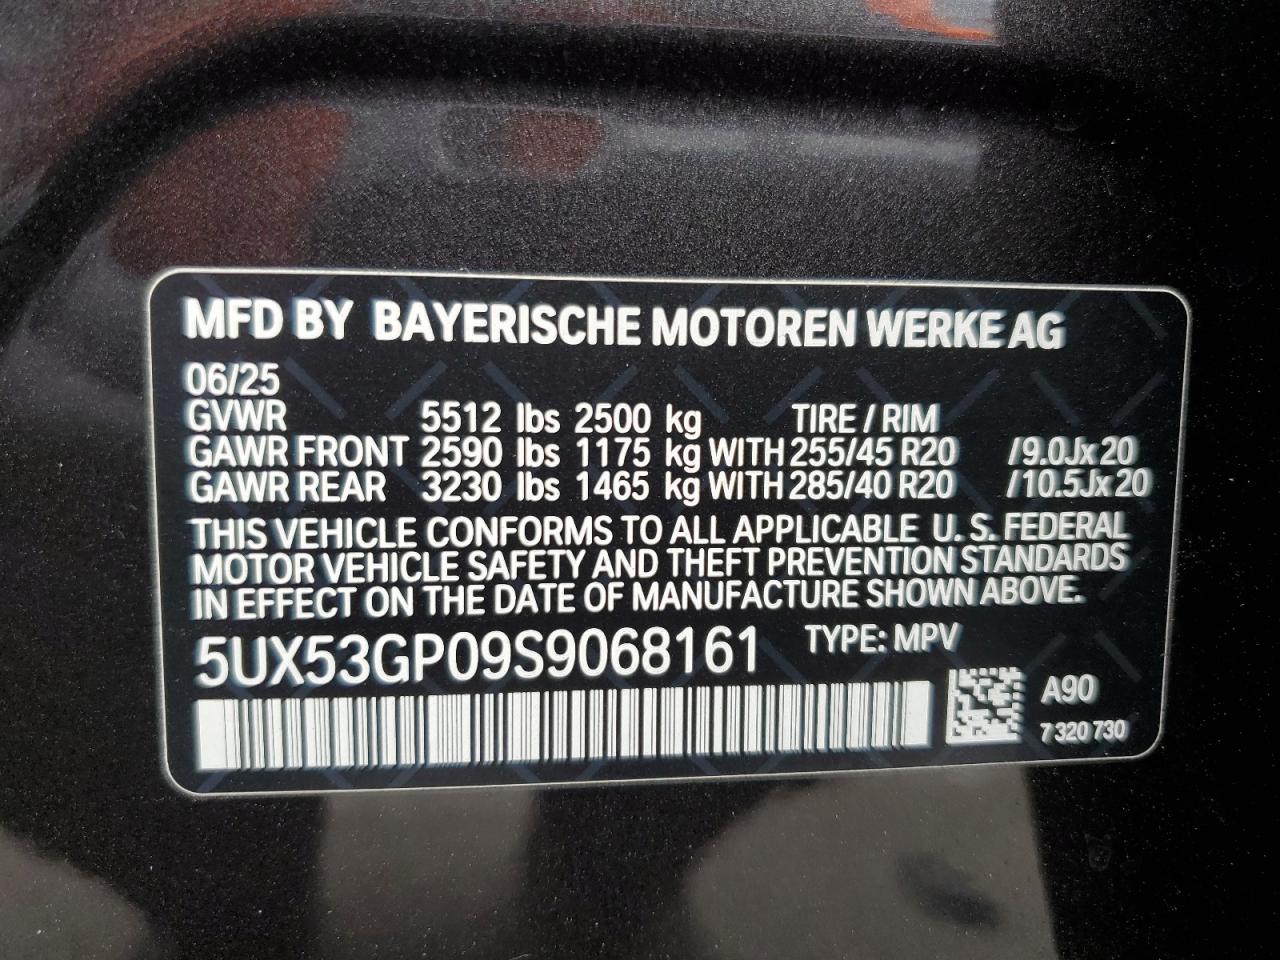 MFD BY BAYERISCHE MOTOREN WERKE AG
06/25
GVWR 5512 lbs 2500 kg TIRE / RIM
GAWR FRONT 2590 lbs 1175 kg WITH 255/45 R20 /9.0Jx20
GAWR REAR 3230 lbs 1465 kg WITH 285/40 R20 /10.5Jx20
THIS VEHICLE CONFORMS TO ALL APPLICABLE U.S. FEDERAL
MOTOR VEHICLE SAFETY AND THEFT PREVENTION STANDARDS
IN EFFECT ON THE DATE OF MANUFACTURE SHOWN ABOVE.
5UX53GP09S9068161 TYPE: MPV
A90
7 320 730